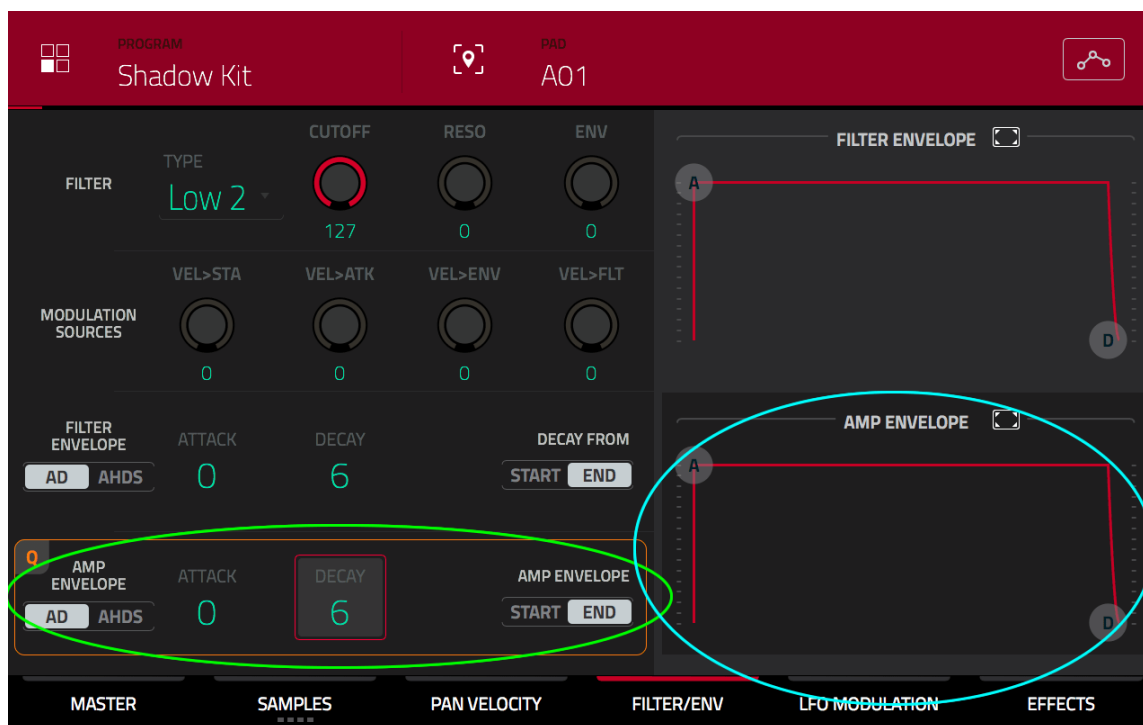 PROGRAM
Shadow Kit
PAD
A01
FILTER
TYPE
Low 2
CUTOFF
127
RESO
0
ENV
0
MODULATION
SOURCES
VEL>STA
0
VEL>ATK
0
VEL>ENV
0
VEL>FLT
0
FILTER
ENVELOPE
AD AHDS
ATTACK
0
DECAY
6
DECAY FROM
START END
Q
AMP
ENVELOPE
AD AHDS
ATTACK
0
DECAY
6
AMP ENVELOPE
START END
FILTER ENVELOPE
A
D
AMP ENVELOPE
A
D
MASTER SAMPLES PAN VELOCITY FILTER/ENV LFO MODULATION EFFECTS